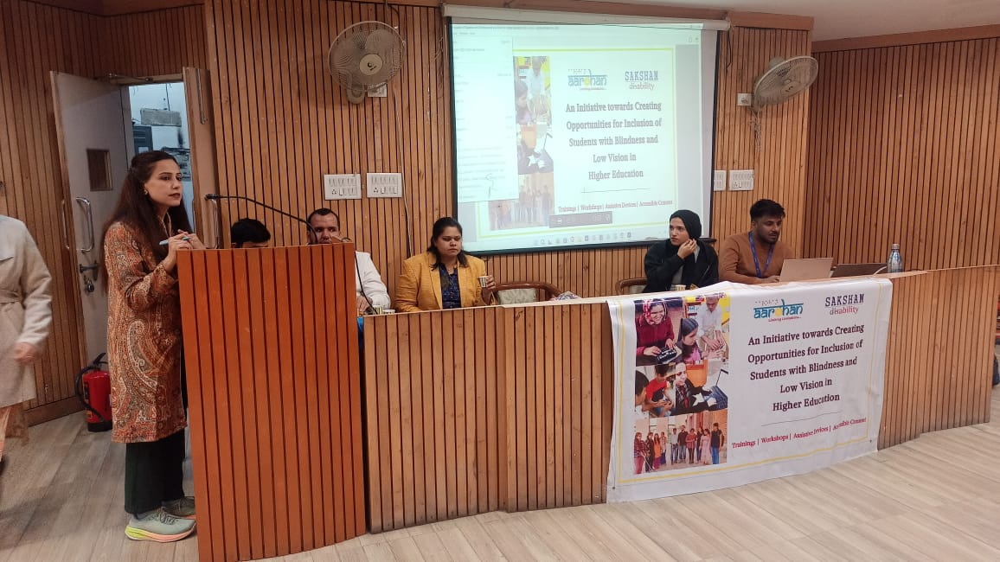 aarohan
SAKSHAM
disability
An Initiative towards Creating
Opportunities for Inclusion of
Students with Blindness and
Low Vision in
Higher Education
Trainings | Workshops | Assistive Devices | Accessible Content
aarohan
SAKSHAM
disability
An Initiative towards Creating
Opportunities for Inclusion of
Students with Blindness and
Low Vision in
Higher Education
Trainings | Workshops | Assistive Devices | Accessible Content